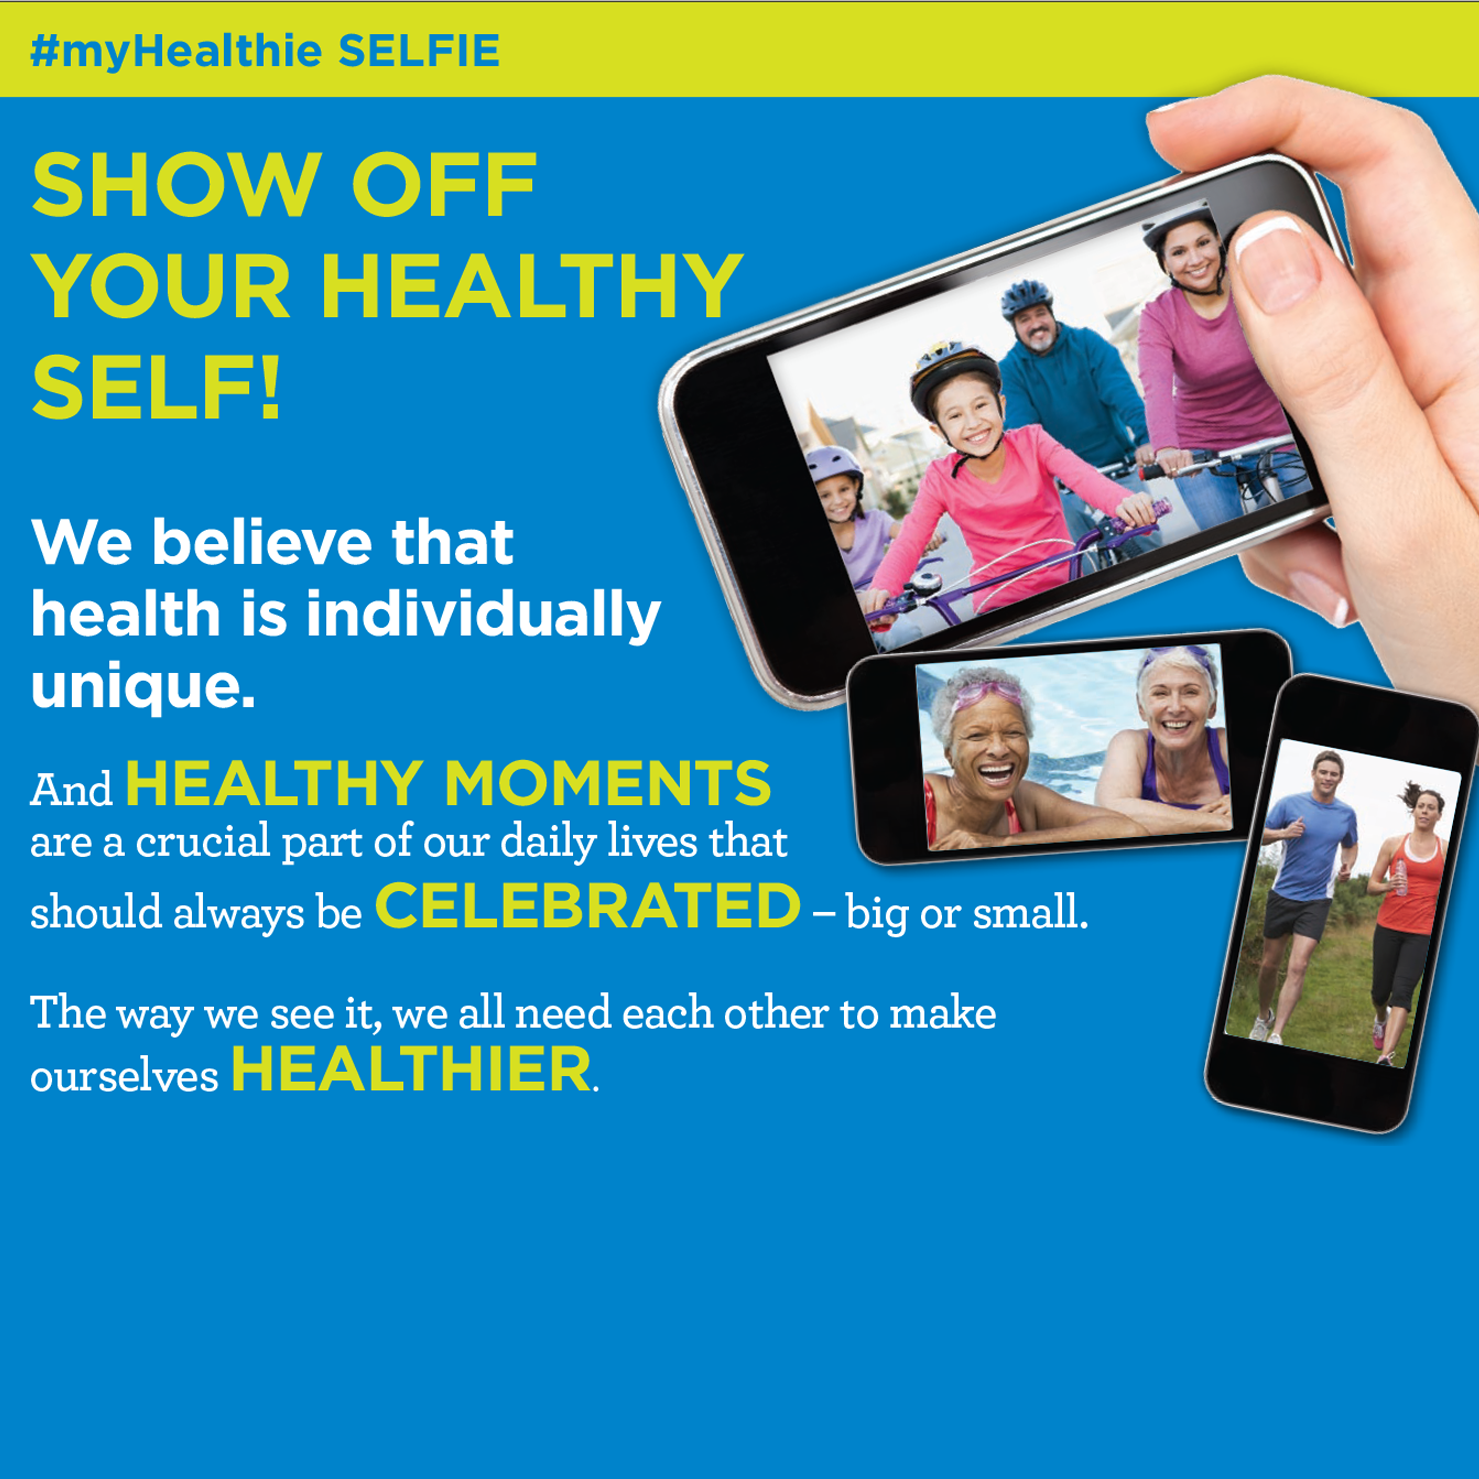 #myHealthie SELFIE
SHOW OFF
YOUR HEALTHY
SELF!
We believe that
health is individually
unique.
And HEALTHY MOMENTS
are a crucial part of our daily lives that
should always be CELEBRATED – big or small.
The way we see it, we all need each other to make
ourselves HEALTHIER.